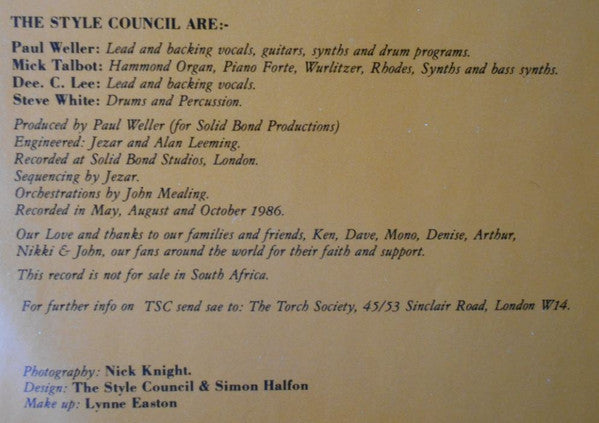 THE STYLE COUNCIL ARE:-
Paul Weller: Lead and backing vocals, guitars, synths and drum programs.
Mick Talbot: Hammond Organ, Piano Forte, Wurlitzer, Rhodes, Synths and bass synths.
Dee. C. Lee: Lead and backing vocals.
Steve White: Drums and Percussion.
Produced by Paul Weller (for Solid Bond Productions)
Engineered: Jezar and Alan Leeming.
Recorded at Solid Bond Studios, London.
Sequencing by Jezar.
Orchestrations by John Mealing.
Recorded in May, August and October 1986.
Our Love and thanks to our families and friends, Ken, Dave, Mono, Denise, Arthur,
Nikki & John, our fans around the world for their faith and support.
This record is not for sale in South Africa.
For further info on TSC send sae to: The Torch Society, 45/53 Sinclair Road, London W14.
Photography: Nick Knight.
Design: The Style Council & Simon Halfon
Make up: Lynne Easton